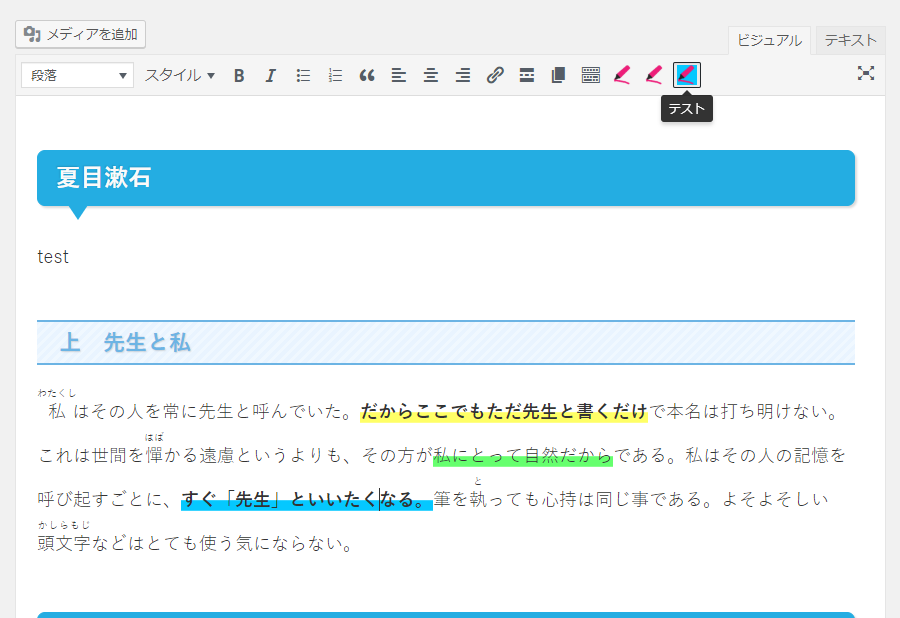 メディアを追加
ビジュアル テキスト
段落 スタイル B I
テスト
夏目漱石
test
上　先生と私
わたくし
私はその人を常に先生と呼んでいた。だからここでもただ先生と書くだけで本名は打ち明けない。
はば
これは世間を憚かる遠慮というよりも、その方が私にとって自然だからである。私はその人の記憶を
と
呼び起すごとに、すぐ「先生」といいたくなる。筆を執っても心持は同じ事である。よそよそしい
かしらもじ
頭文字などはとても使う気にならない。